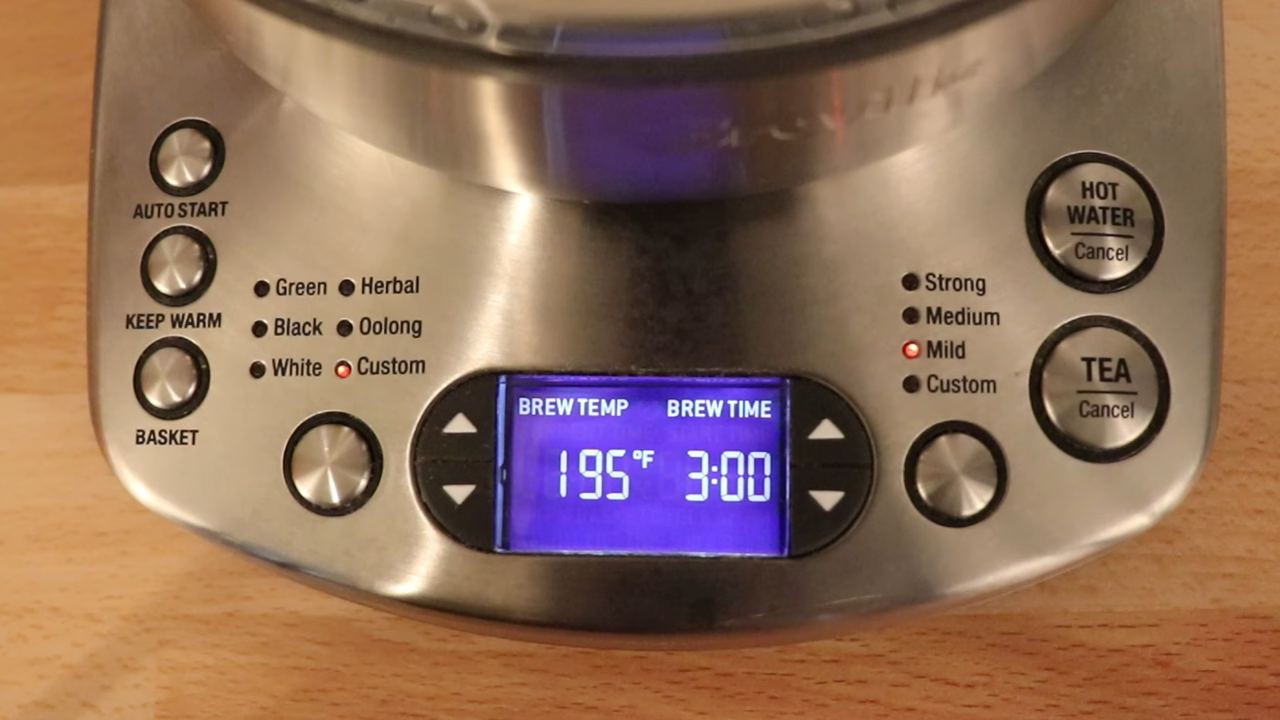 AUTO START
KEEP WARM
BASKET
Green Herbal
Black Oolong
White Custom
BREW TEMP BREW TIME
195°F 3:00
Strong
Medium
Mild
Custom
HOT
WATER
Cancel
TEA
Cancel